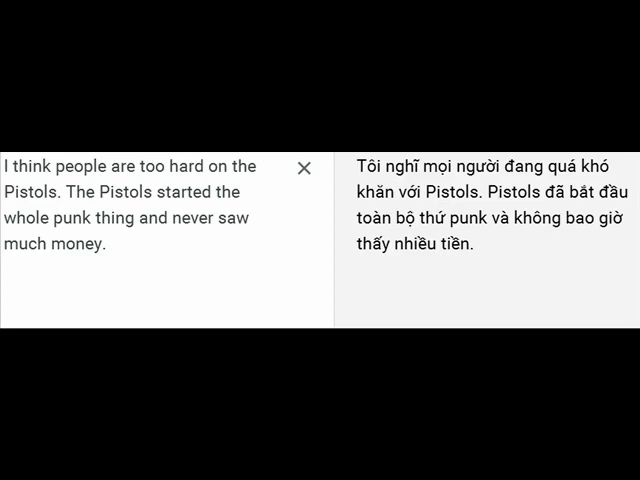 I think people are too hard on the
Pistols. The Pistols started the
whole punk thing and never saw
much money.
Tôi nghĩ mọi người đang quá khó
khăn với Pistols. Pistols đã bắt đầu
toàn bộ thứ punk và không bao giờ
thấy nhiều tiền.